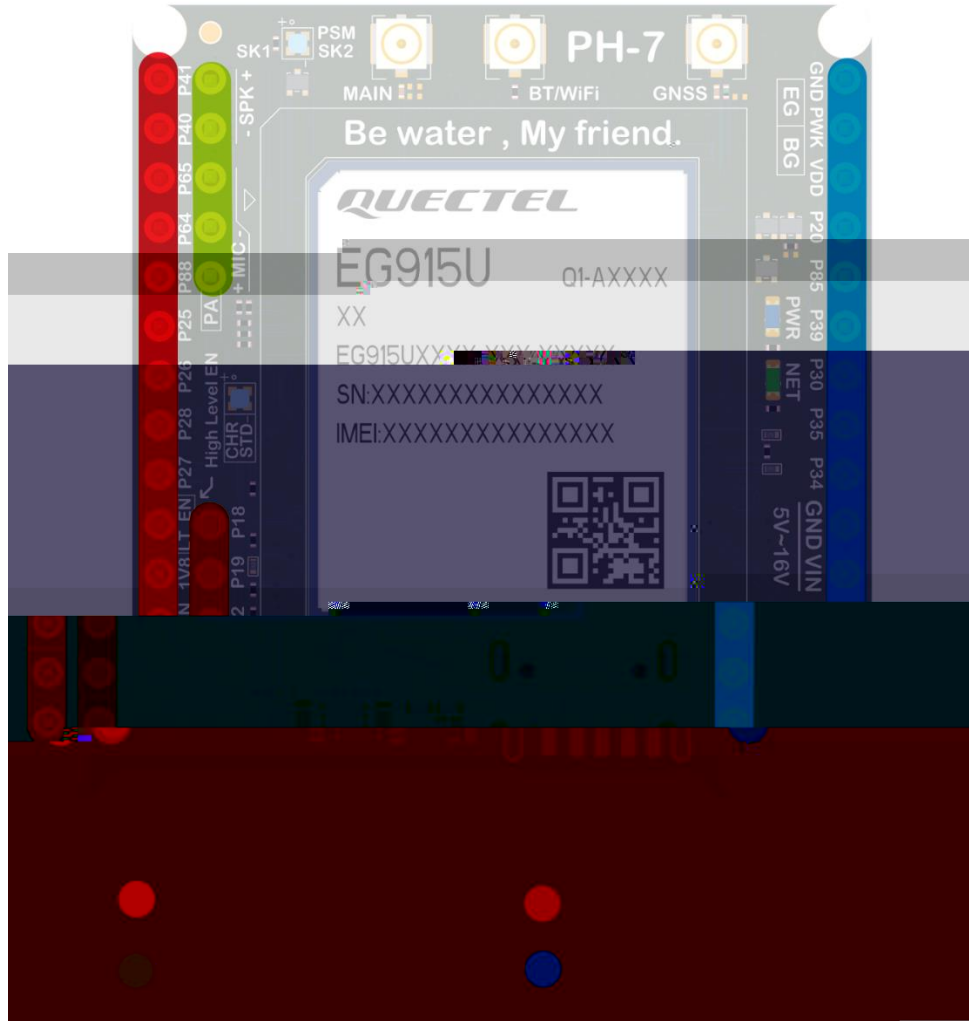 PSM
SK1 SK2
PH-7
MAIN
BT/WiFi
GNSS
Be water , My friend.
QUECTEL
EG915U
Q1-AXXXX
XX
SN:XXXXXXXXXXXXXXX
IMEI:XXXXXXXXXXXXXXX
P41
P40
P65
P64
P88
P25
P26
P28
P27
EN
LT
1V8
- SPK +
+ MIC -
PA
High Level EN
CHR
STD
P18
P19
GND
PWK
VDD
P20
P85
P39
P30
P35
P34
GND
VIN
EG
BG
PWR
NET
5V~16V